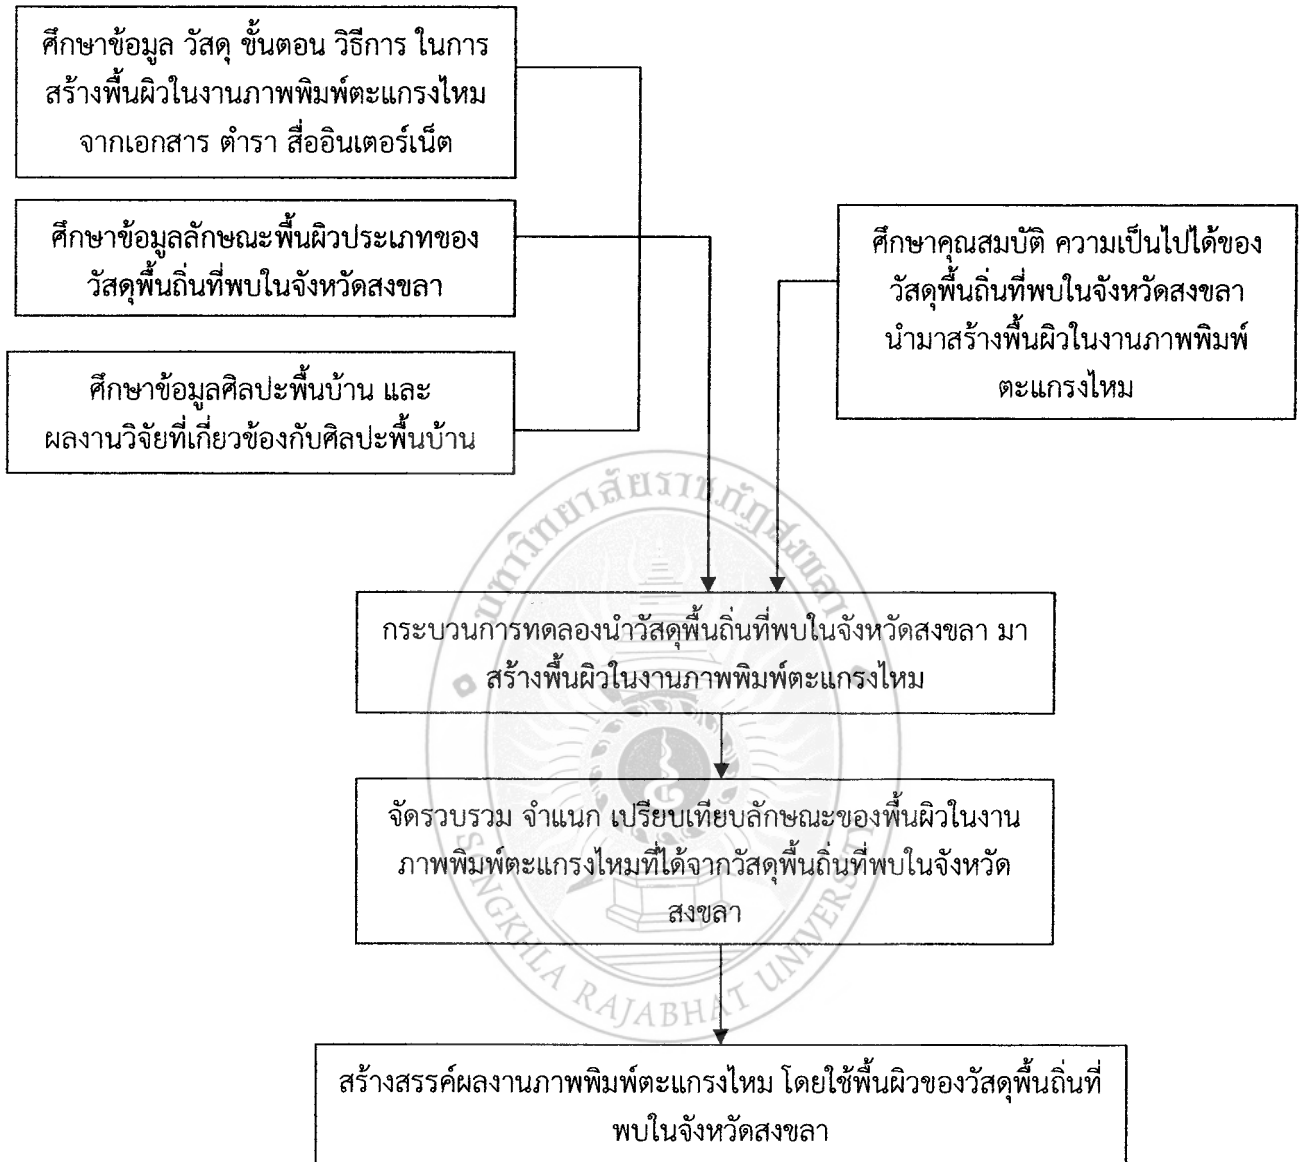 ศึกษาข้อมูล วัสดุ ขั้นตอน วิธีการ ในการ
สร้างพื้นผิวในงานภาพพิมพ์ตะแกรงไหม
จากเอกสาร ตำรา สื่ออินเตอร์เน็ต
ศึกษาข้อมูลลักษณะพื้นผิวประเภทของ
วัสดุพื้นถิ่นที่พบในจังหวัดสงขลา
ศึกษาข้อมูลศิลปะพื้นบ้าน และ
ผลงานวิจัยที่เกี่ยวข้องกับศิลปะพื้นบ้าน
ศึกษาคุณสมบัติ ความเป็นไปได้ของ
วัสดุพื้นถิ่นที่พบในจังหวัดสงขลา
นำมาสร้างพื้นผิวในงานภาพพิมพ์
ตะแกรงไหม
มหาวิทยาลัยราชภัฏสงขลา
กระบวนการทดลองนำวัสดุพื้นถิ่นที่พบในจังหวัดสงขลา มา
สร้างพื้นผิวในงานภาพพิมพ์ตะแกรงไหม
จัดรวบรวม จำแนก เปรียบเทียบลักษณะของพื้นผิวในงาน
ภาพพิมพ์ตะแกรงไหมที่ได้จากวัสดุพื้นถิ่นที่พบในจังหวัด
สงขลา
SONGKHLA RAJABHAT UNIVERSITY
สร้างสรรค์ผลงานภาพพิมพ์ตะแกรงไหม โดยใช้พื้นผิวของวัสดุพื้นถิ่นที่
พบในจังหวัดสงขลา